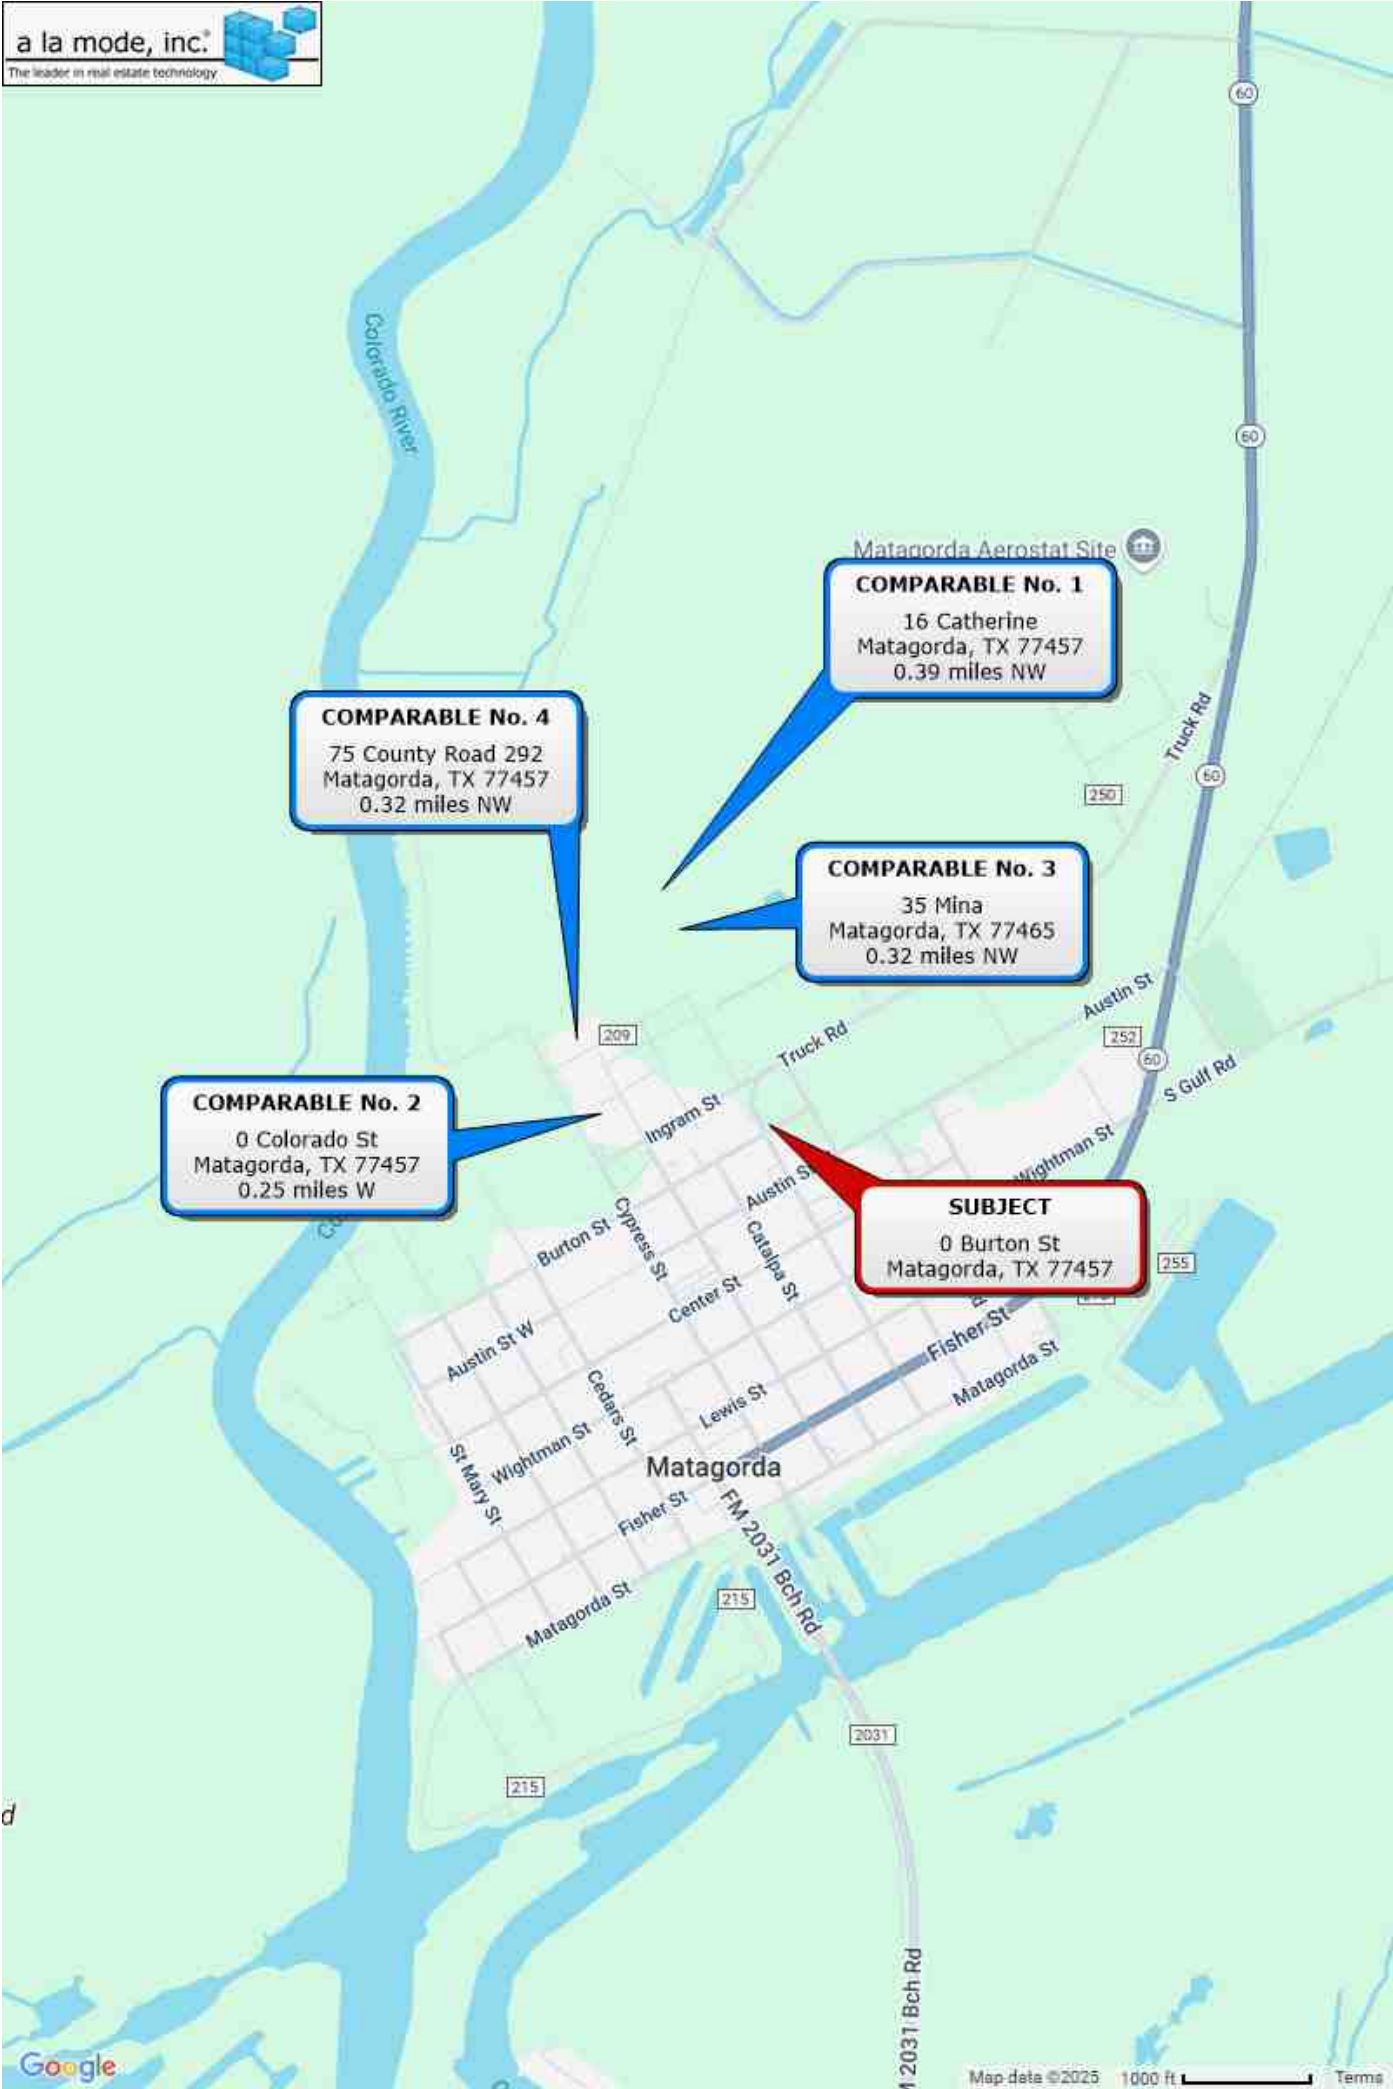 a la mode, inc.®
The leader in real estate technology
60
Colorado River
60
Matagorda Aerostat Site
COMPARABLE No. 1
16 Catherine
Matagorda, TX 77457
0.39 miles NW
COMPARABLE No. 4
75 County Road 292
Matagorda, TX 77457
0.32 miles NW
Truck Rd
60
250
COMPARABLE No. 3
35 Mina
Matagorda, TX 77465
0.32 miles NW
Austin St
209
Truck Rd
252
60
S Gulf Rd
COMPARABLE No. 2
0 Colorado St
Matagorda, TX 77457
0.25 miles W
Ingram St
Wightman St
Austin St
SUBJECT
0 Burton St
Matagorda, TX 77457
Burton St
Cypress St
Catalpa St
255
Center St
Fisher St
Austin St W
Matagorda St
Cedars St
Lewis St
Wightman St
St Mary St
Matagorda
Fisher St
FM 2031 Bch Rd
215
Matagorda St
2031
215
d
2031 Bch Rd
Google
Map data ©2025
1000 ft
Terms